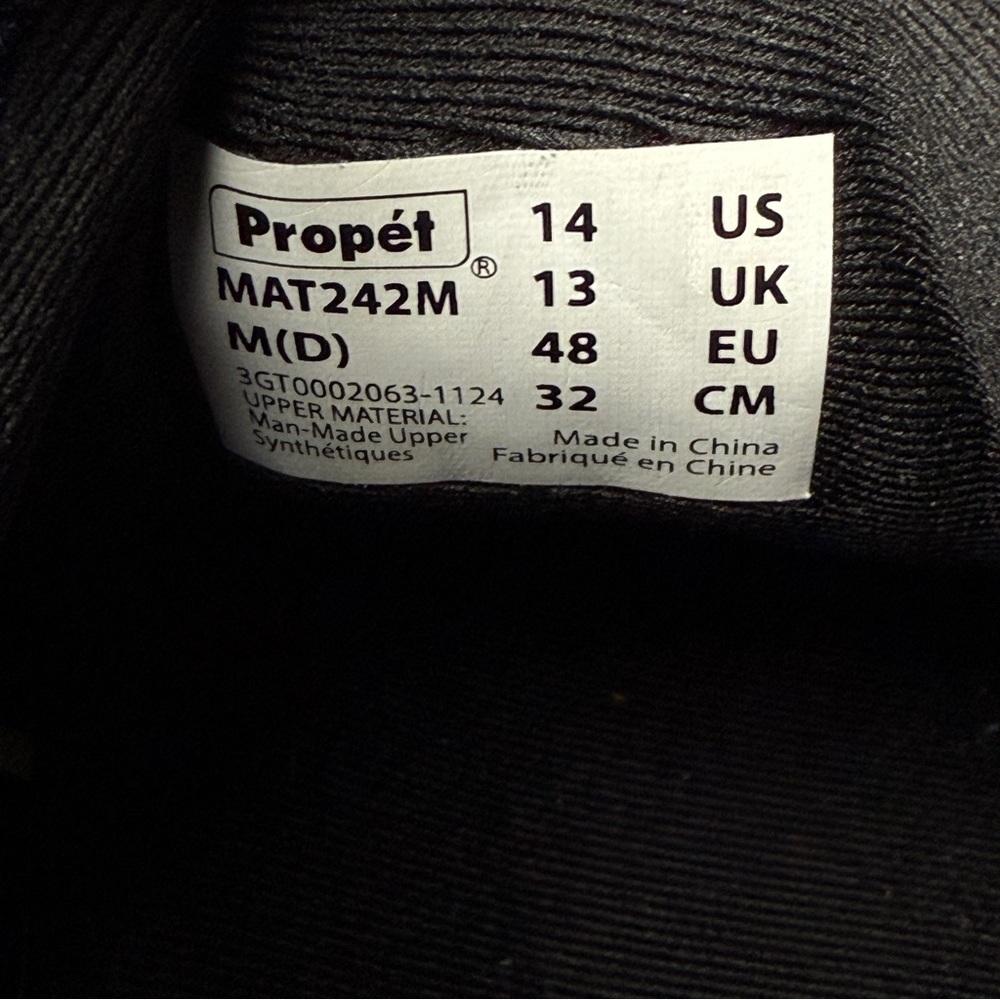 Propét ®
14 US
MAT242M
13 UK
M(D)
48 EU
3GT0002063-1124
32 CM
UPPER MATERIAL:
Man-Made Upper
Synthétiques
Made in China
Fabriqué en Chine